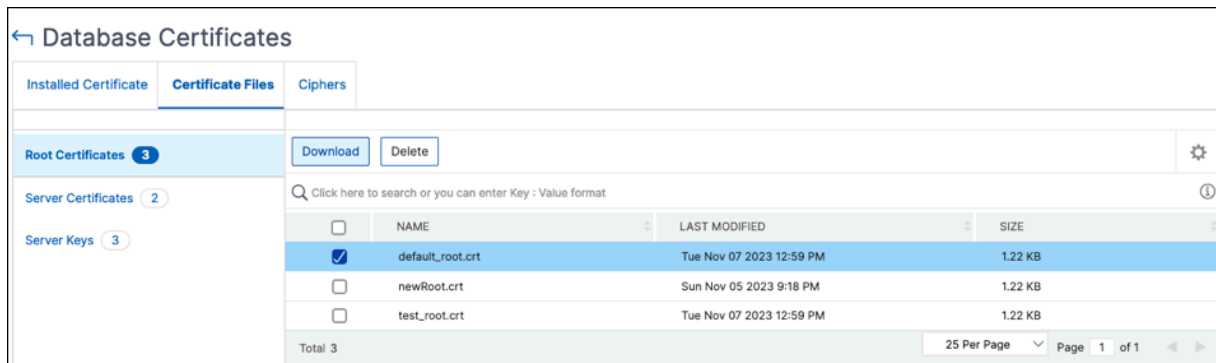 Database Certificates
Installed Certificate Certificate Files Ciphers
Root Certificates 3
Server Certificates 2
Server Keys 3
Download Delete
Click here to search or you can enter Key : Value format
NAME LAST MODIFIED SIZE
default_root.crt Tue Nov 07 2023 12:59 PM 1.22 KB
newRoot.crt Sun Nov 05 2023 9:18 PM 1.22 KB
test_root.crt Tue Nov 07 2023 12:59 PM 1.22 KB
Total 3 25 Per Page Page 1 of 1